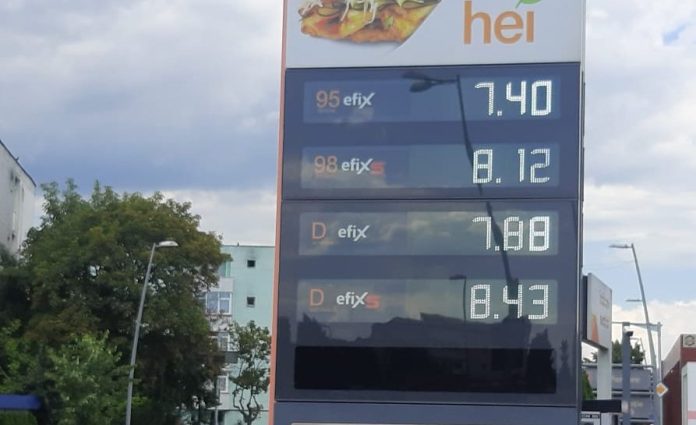 hei
95 efix 7.40
98 efix S 8.12
D efix 7.88
D efix S 8.43